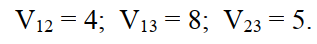 V₁₂ = 4; V₁₃ = 8; V₂₃ = 5.